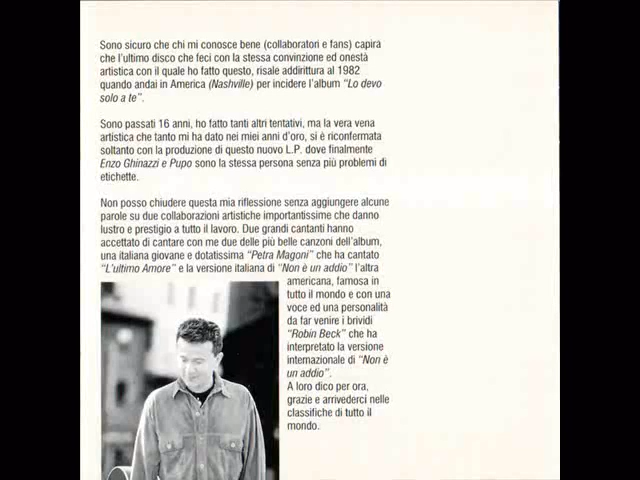 Sono sicuro che chi mi conosce bene (collaboratori e fans) capirà
che l'ultimo disco che feci con la stessa convinzione ed onestà
artistica con il quale ho fatto questo, risale addirittura al 1982
quando andai in America (Nashville) per incidere l'album "Lo devo
solo a te".
Sono passati 16 anni, ho fatto tanti altri tentativi, ma la vera vena
artistica che tanto mi ha dato nei miei anni d'oro, si è riconfermata
soltanto con la produzione di questo nuovo L.P. dove finalmente
Enzo Ghinazzi e Pupo sono la stessa persona senza più problemi di
etichette.
Non posso chiudere questa mia riflessione senza aggiungere alcune
parole su due collaborazioni artistiche importantissime che danno
lustro e prestigio a tutto il lavoro. Due grandi cantanti hanno
accettato di cantare con me due delle più belle canzoni dell'album,
una italiana giovane e dotatissima "Petra Magoni" che ha cantato
"L'ultimo Amore" e la versione italiana di "Non è un addio" l'altra
americana, famosa in
tutto il mondo e con una
voce ed una personalità
da far venire i brividi
"Robin Beck" che ha
interpretato la versione
internazionale di "Non è
un addio".
A loro dico per ora,
grazie e arrivederci nelle
classifiche di tutto il
mondo.